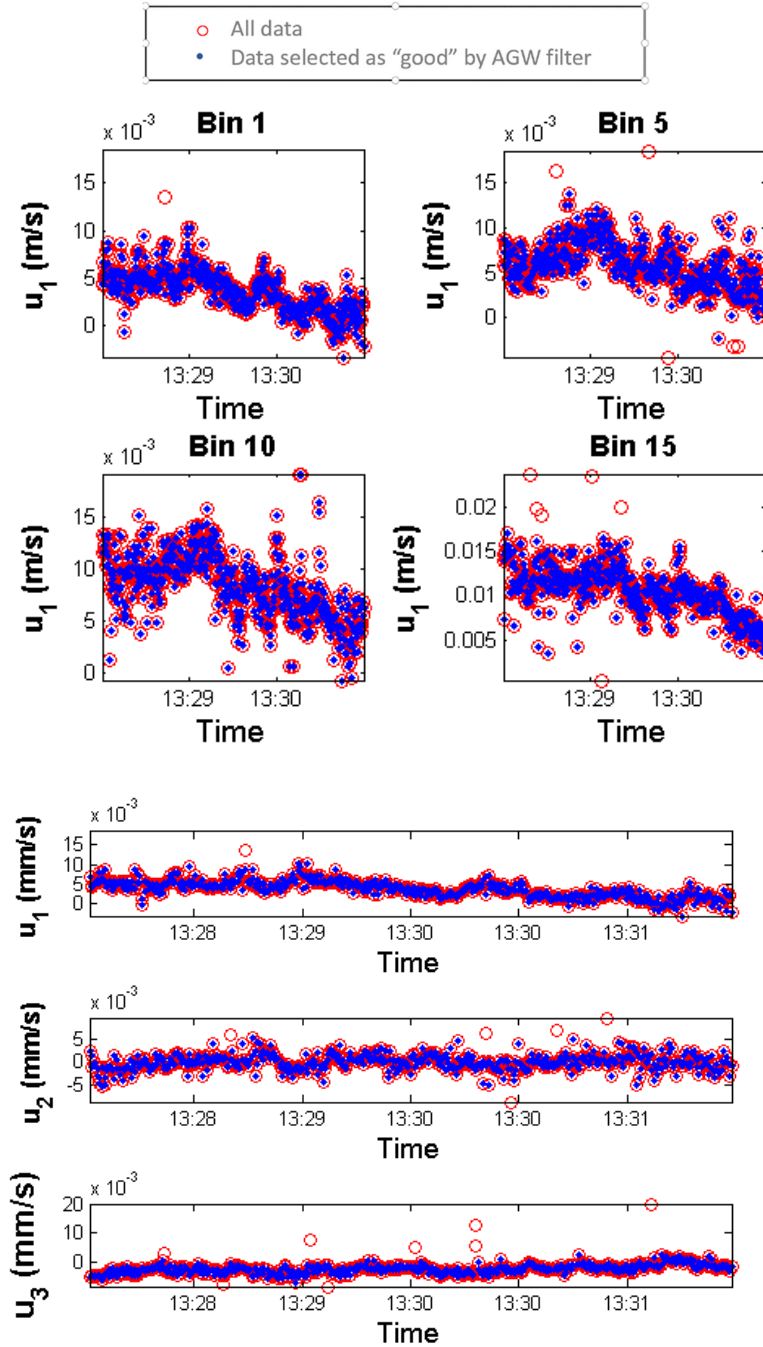 All data
Data selected as “good” by AGW filter
x 10-3 Bin 1
15
10
5
0
u1 (m/s)
13:29 13:30
Time
x 10-3 Bin 5
15
10
5
0
u1 (m/s)
13:29 13:30
Time
x 10-3 Bin 10
15
10
5
0
u1 (m/s)
13:29 13:30
Time
Bin 15
0.02
0.015
0.01
0.005
u1 (m/s)
13:29 13:30
Time
x 10-3
15
10
5
0
u1 (mm/s)
13:28 13:29 13:30 13:30 13:31
Time
x 10-3
5
0
-5
u2 (mm/s)
13:28 13:29 13:30 13:30 13:31
Time
x 10-3
20
10
0
u3 (mm/s)
13:28 13:29 13:30 13:30 13:31
Time